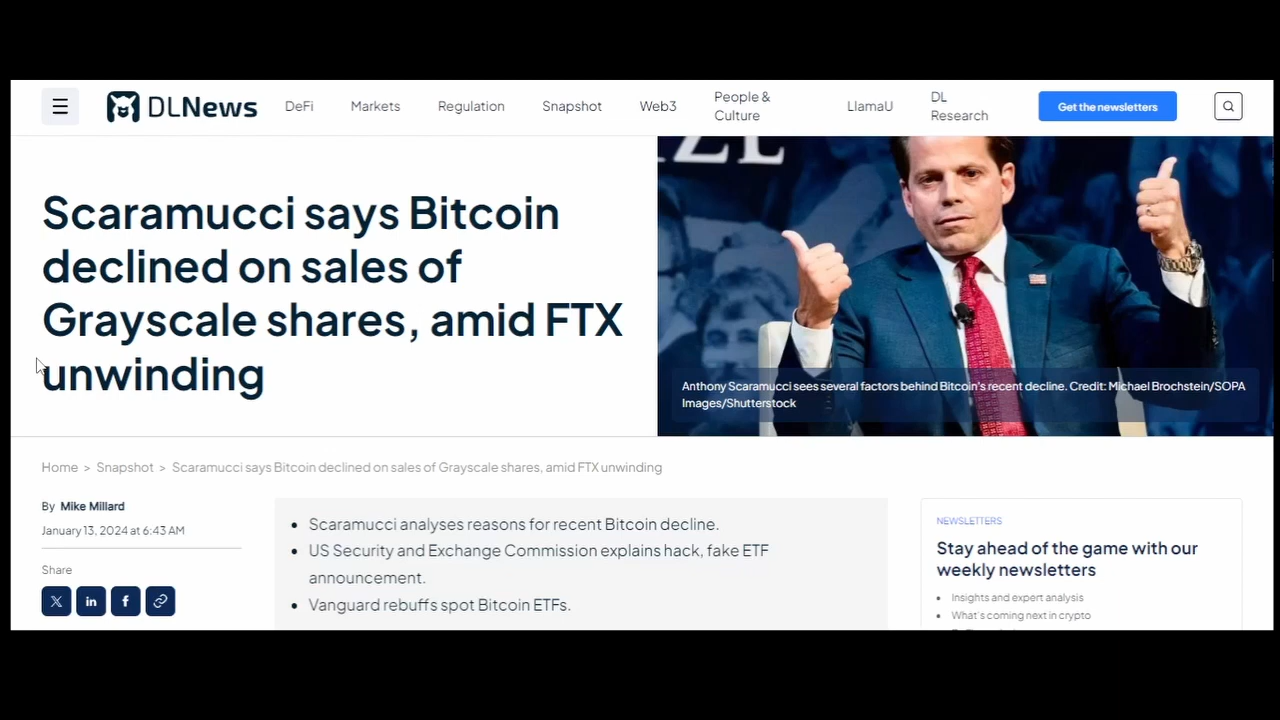 DLNews
DeFi
Markets
Regulation
Snapshot
Web3
People &
Culture
LlamaU
DL
Research
Get the newsletters
Scaramucci says Bitcoin
declined on sales of
Grayscale shares, amid FTX
unwinding
Anthony Scaramucci sees several factors behind Bitcoin's recent decline. Credit: Michael Brochstein/SOPA
Images/Shutterstock
Home > Snapshot > Scaramucci says Bitcoin declined on sales of Grayscale shares, amid FTX unwinding
By Mike Millard
January 13, 2024 at 6:43 AM
Share
• Scaramucci analyses reasons for recent Bitcoin decline.
• US Security and Exchange Commission explains hack, fake ETF
announcement.
• Vanguard rebuffs spot Bitcoin ETFs.
NEWSLETTERS
Stay ahead of the game with our
weekly newsletters
• Insights and expert analysis
• What's coming next in crypto